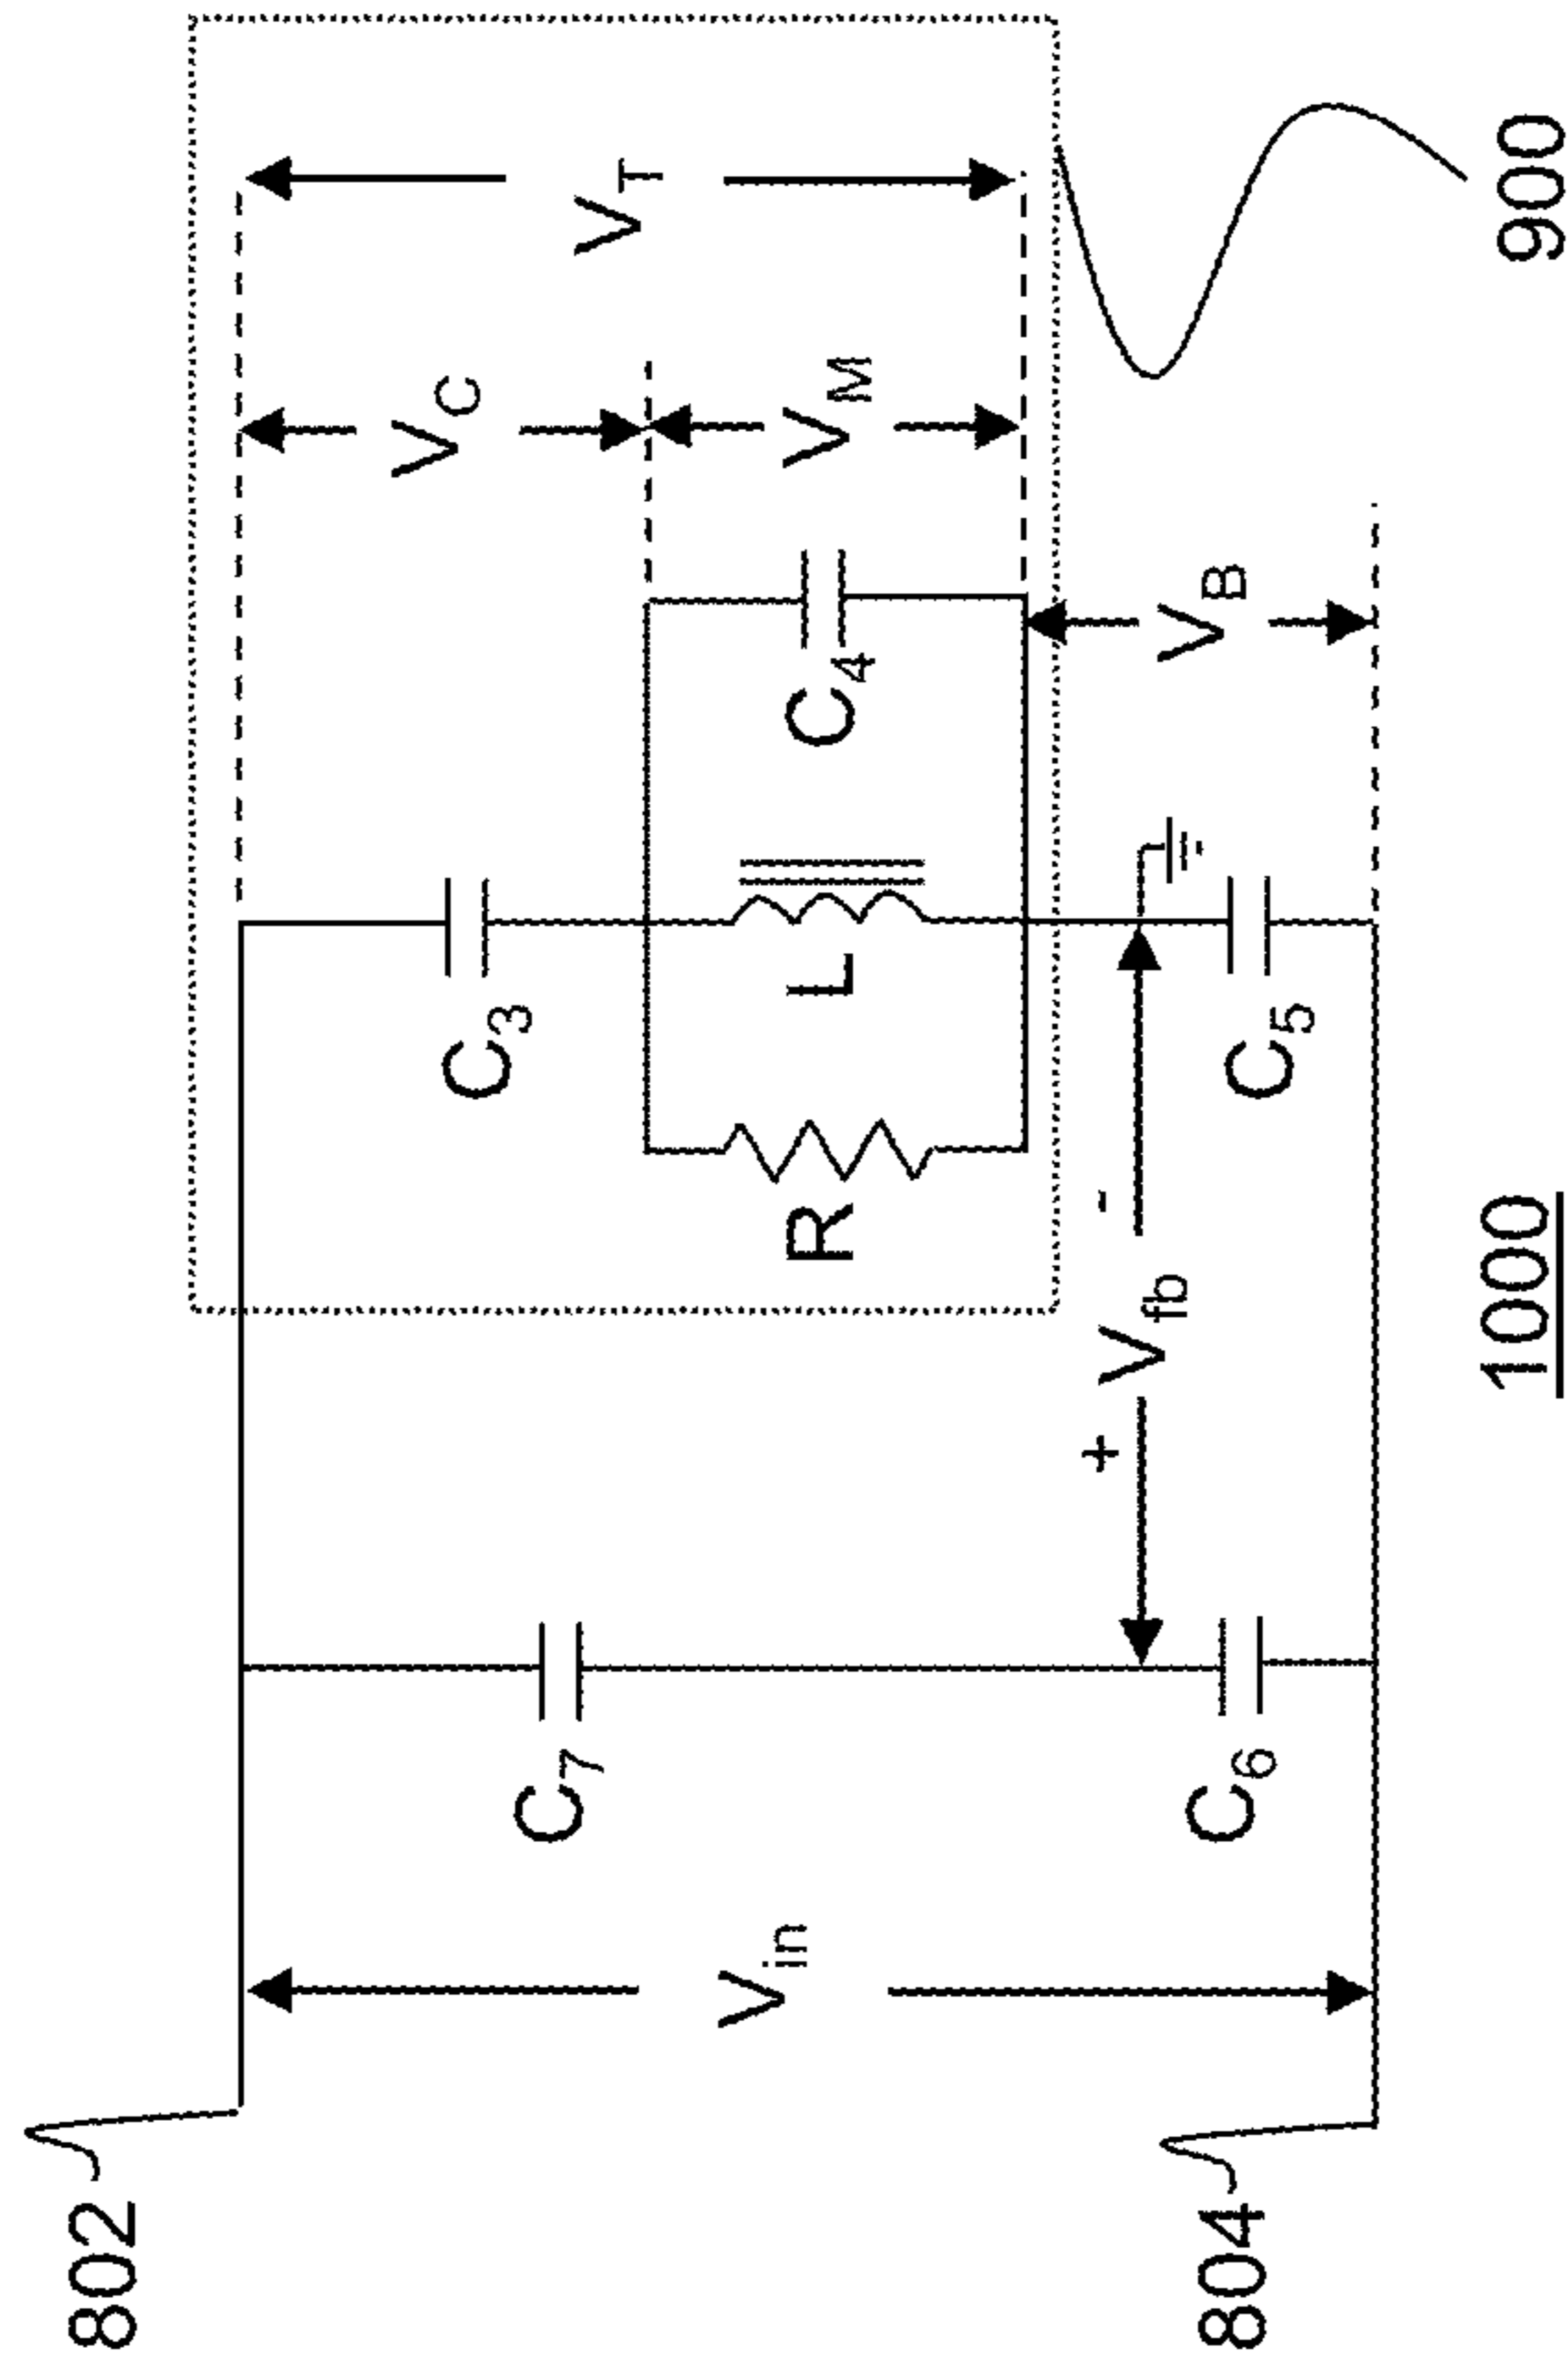 802
V_in
804
C_7
C_6
+ V_fb -
R
C_3
L
C_5
C_4
V_C
V_M
V_B
V_T
900
1000